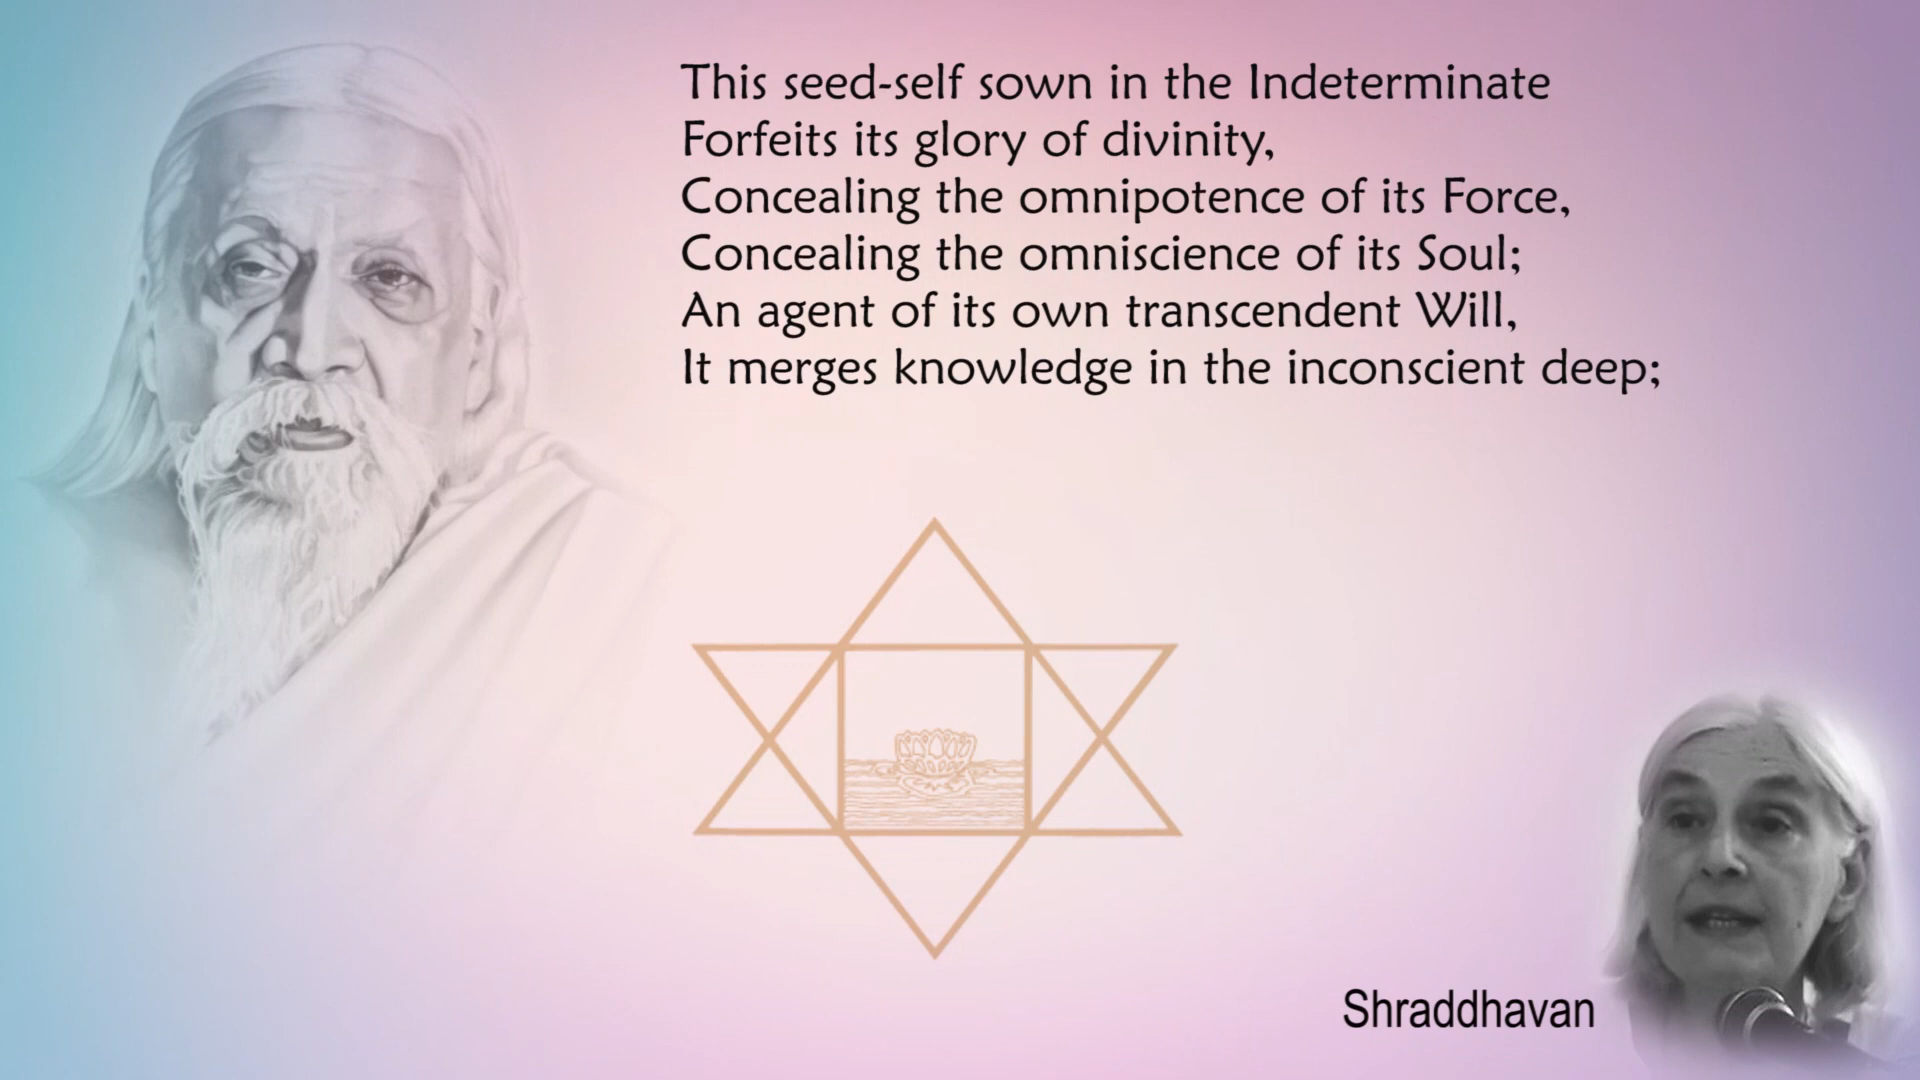 This seed-self sown in the Indeterminate
Forfeits its glory of divinity,
Concealing the omnipotence of its Force,
Concealing the omniscience of its Soul;
An agent of its own transcendent Will,
It merges knowledge in the inconscient deep;
Shraddhavan